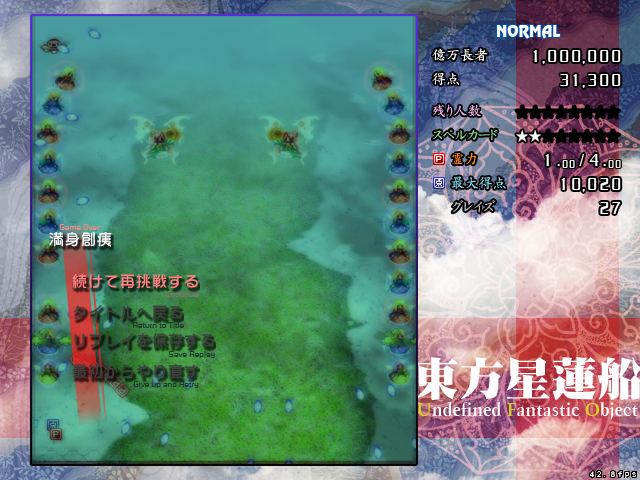 NORMAL
億万長者 1,000,000
得点 31,300
残り人数
スペルカード
P 霊力 1.00/4.00
点 最大得点 10,020
グレイズ 27
Game Over
満身創痍
続けて再挑戦する
タイトルへ戻る
Return to Title
リプレイを保存する
Save Replay
最初からやり直す
Give up and Retry
点
P
東方星蓮船
Undefined Fantastic Object
42.8fps